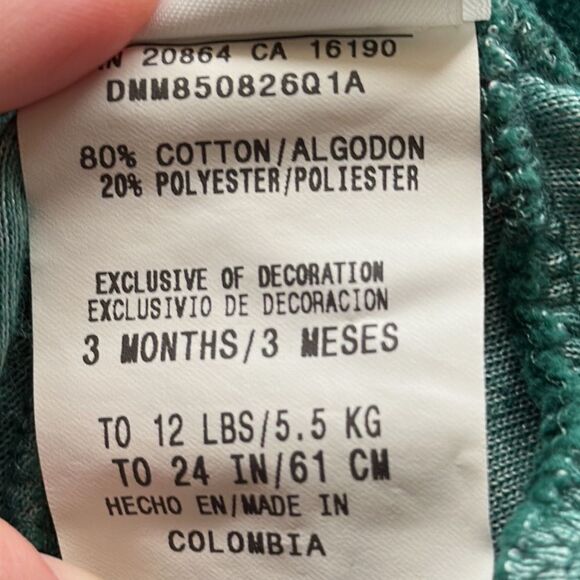 20864 CA 16190
DMM850826Q1A
80% COTTON/ALGODON
20% POLYESTER/POLIESTER
EXCLUSIVE OF DECORATION
EXCLUSIVIO DE DECORACION
3 MONTHS/3 MESES
TO 12 LBS/5.5 KG
TO 24 IN/61 CM
HECHO EN/MADE IN
COLOMBIA